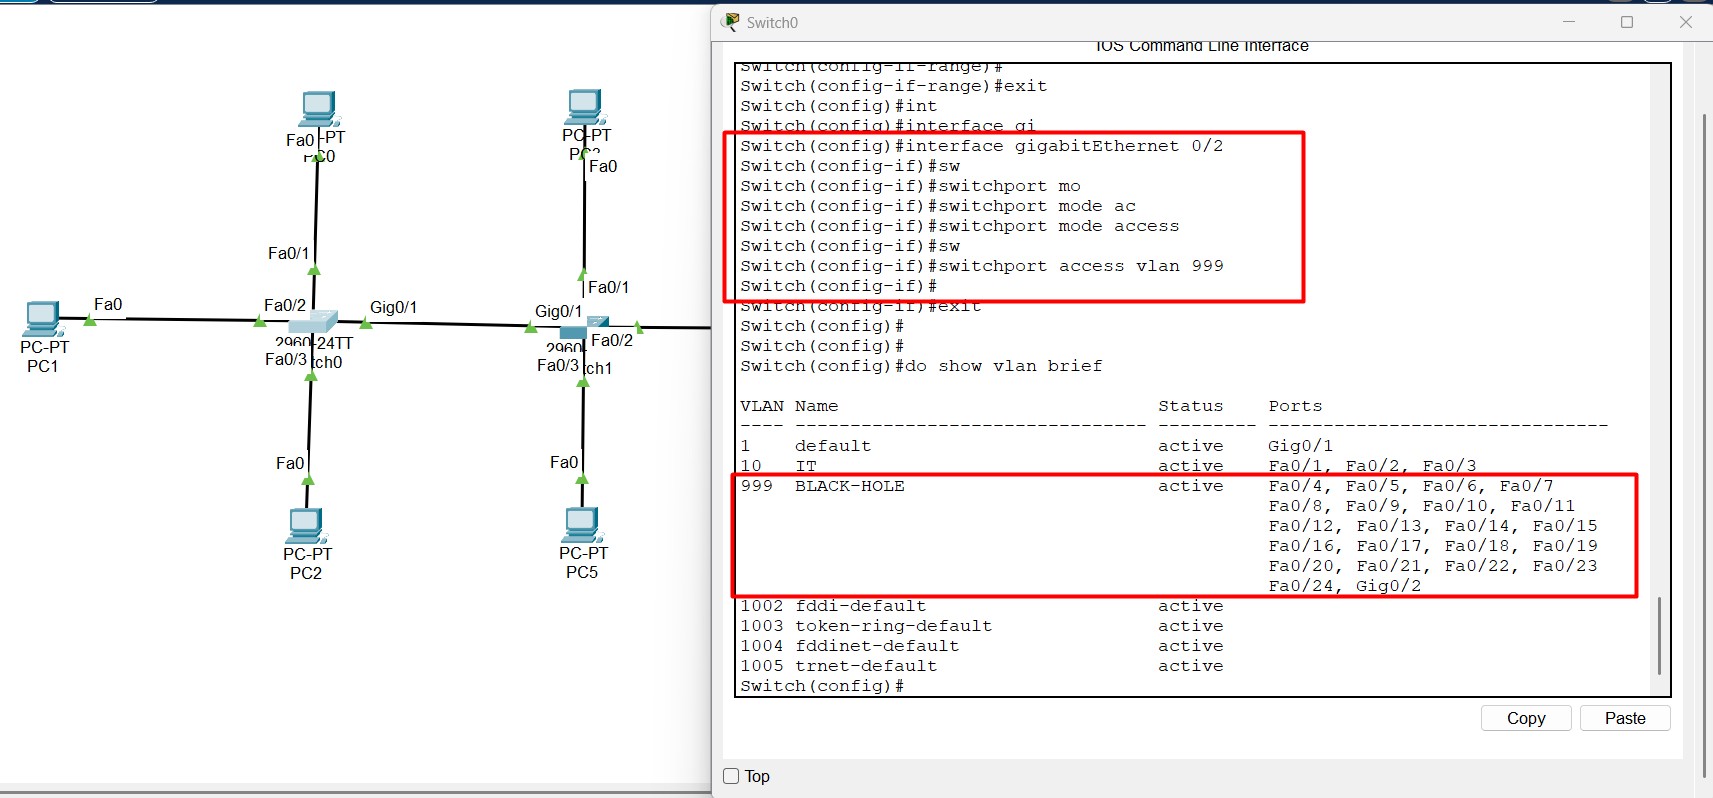 Switch0
IOS Command Line Interface
Switch(config-if-range)#
Switch(config-if-range)#exit
Switch(config)#int
Switch(config)#interface gi
Switch(config)#interface gigabitEthernet 0/2
Switch(config-if)#sw
Switch(config-if)#switchport mo
Switch(config-if)#switchport mode ac
Switch(config-if)#switchport mode access
Switch(config-if)#sw
Switch(config-if)#switchport access vlan 999
Switch(config-if)#
Switch(config-if)#exit
Switch(config)#
Switch(config)#
Switch(config)#do show vlan brief
VLAN Name Status Ports
---- -------------------------------- --------- -------------------------------
1 default active Gig0/1
10 IT active Fa0/1, Fa0/2, Fa0/3
999 BLACK-HOLE active Fa0/4, Fa0/5, Fa0/6, Fa0/7
Fa0/8, Fa0/9, Fa0/10, Fa0/11
Fa0/12, Fa0/13, Fa0/14, Fa0/15
Fa0/16, Fa0/17, Fa0/18, Fa0/19
Fa0/20, Fa0/21, Fa0/22, Fa0/23
Fa0/24, Gig0/2
1002 fddi-default active
1003 token-ring-default active
1004 fddinet-default active
1005 trnet-default active
Switch(config)#
Copy
Paste
Top
Fa0
-PT
PC0
PC-PT
Fa0
Fa0/1
Fa0/1
Fa0
PC-PT
PC1
Fa0/2
Gig0/1
2960-24TT
Fa0/3
tch0
Gig0/1
Fa0/2
2960-
Fa0/3
tch1
Fa0
PC-PT
PC2
Fa0
PC-PT
PC5